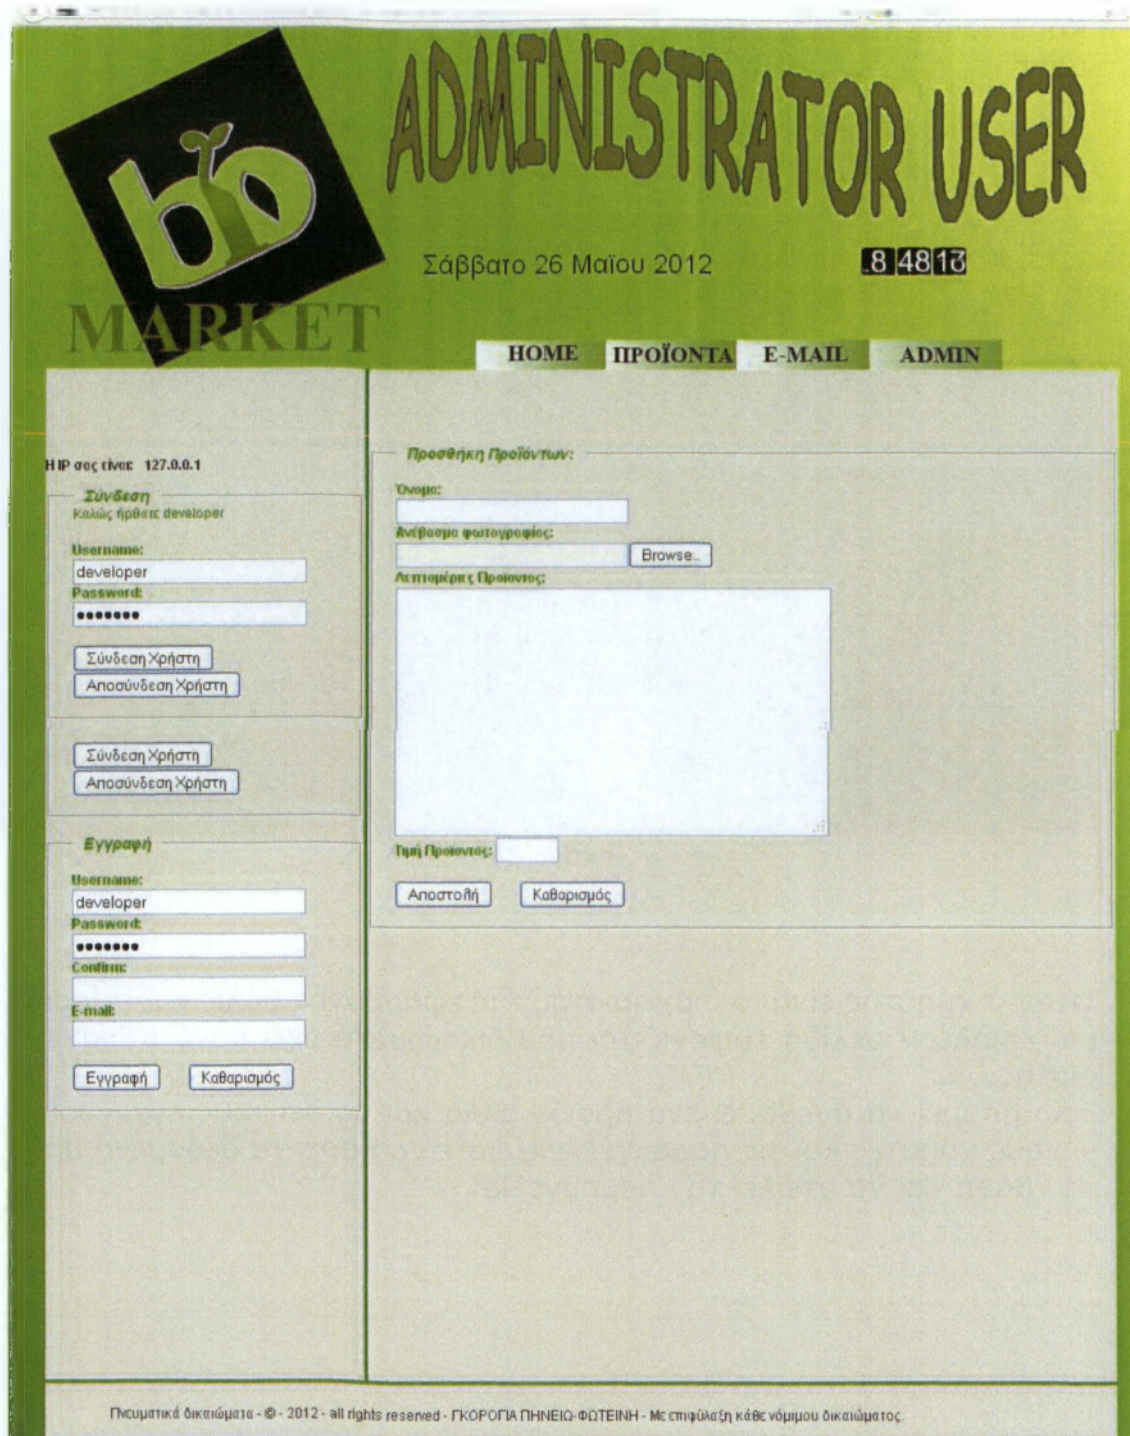 ADMINISTRATOR USER
bio
MARKET
Σάββατο 26 Μαΐου 2012
8 48
HOME ΠΡΟΪΟΝΤΑ E-MAIL ADMIN
Η IP σας είναι: 127.0.0.1
Σύνδεση
Καλώς ήρθατε developer
Username:
developer
Password:
•••••••
Σύνδεση Χρήστη
Αποσύνδεση Χρήστη
Σύνδεση Χρήστη
Αποσύνδεση Χρήστη
Εγγραφή
Username:
developer
Password:
•••••••
Confirm:
E-mail:
Εγγραφή Καθαρισμός
Προσθήκη Προϊόντων:
Όνομα:
Ανέβασμα φωτογραφίας:
Browse...
Λεπτομέριες Προϊοντος:
Τιμή Προϊοντος:
Αποστολή Καθαρισμός
Πνευματικά δικαιώματα - © - 2012 - all rights reserved - ΓΚΟΡΟΓΙΑ ΠΗΝΕΙΩ-ΦΩΤΕΙΝΗ - Με επιφύλαξη κάθε νόμιμου δικαιώματος.